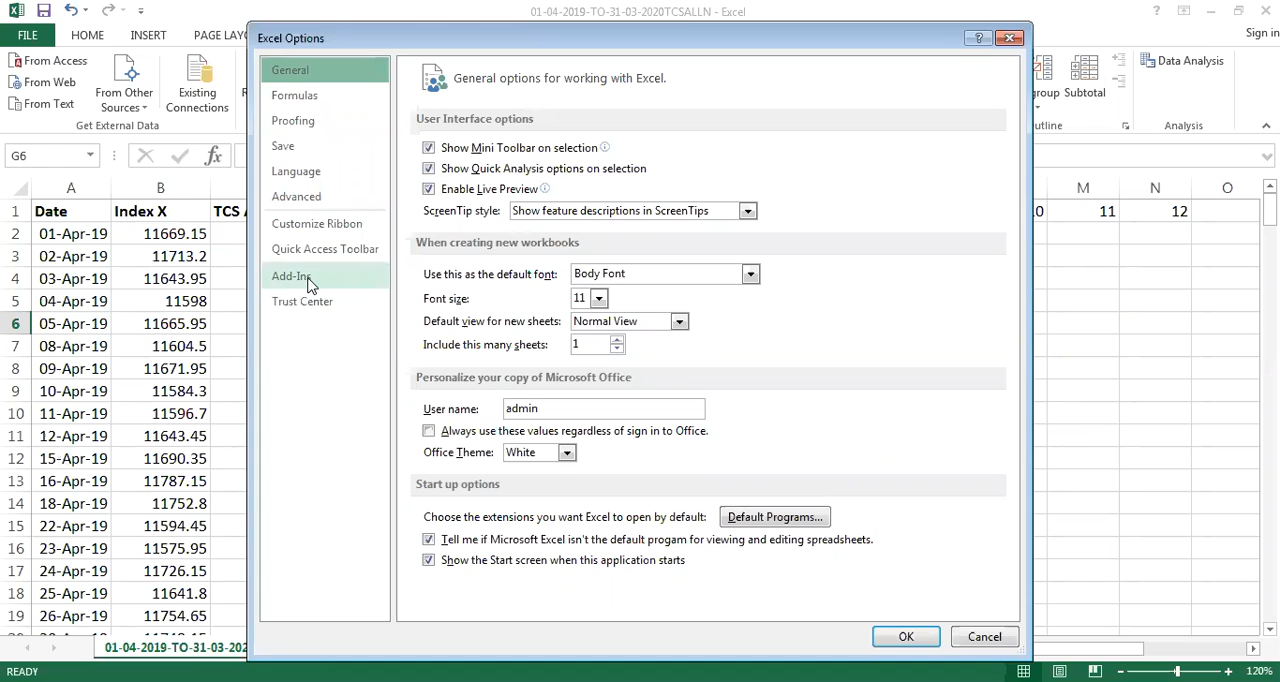 01-04-2019-TO-31-03-2020TCSALLN - Excel
FILE HOME INSERT PAGE
Sign in
From Access
From Web
From Text
From Other Sources
Existing Connections
Get External Data
Subtotal
Data Analysis
Analysis
G6
fx
A B M N O
1 Date Index X TCS 11 12
2 01-Apr-19 11669.15
3 02-Apr-19 11713.2
4 03-Apr-19 11643.95
5 04-Apr-19 11598
6 05-Apr-19 11665.95
7 08-Apr-19 11604.5
8 09-Apr-19 11671.95
9 10-Apr-19 11584.3
10 11-Apr-19 11596.7
11 12-Apr-19 11643.45
12 15-Apr-19 11690.35
13 16-Apr-19 11787.15
14 18-Apr-19 11752.8
15 22-Apr-19 11594.45
16 23-Apr-19 11575.95
17 24-Apr-19 11726.15
18 25-Apr-19 11641.8
19 26-Apr-19 11754.65
01-04-2019-TO-31-03-202
READY
120%
Excel Options
General
Formulas
Proofing
Save
Language
Advanced
Customize Ribbon
Quick Access Toolbar
Add-Ins
Trust Center
General options for working with Excel.
User Interface options
Show Mini Toolbar on selection
Show Quick Analysis options on selection
Enable Live Preview
ScreenTip style: Show feature descriptions in ScreenTips
When creating new workbooks
Use this as the default font: Body Font
Font size: 11
Default view for new sheets: Normal View
Include this many sheets: 1
Personalize your copy of Microsoft Office
User name: admin
Always use these values regardless of sign in to Office.
Office Theme: White
Start up options
Choose the extensions you want Excel to open by default: Default Programs...
Tell me if Microsoft Excel isn't the default progam for viewing and editing spreadsheets.
Show the Start screen when this application starts
OK Cancel